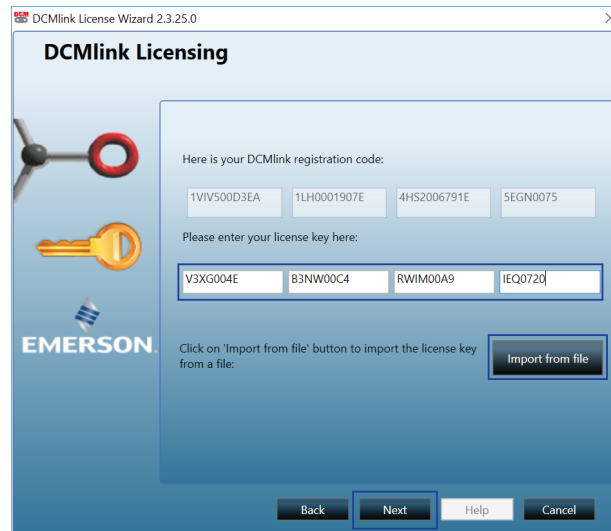 DCMlink License Wizard 2.3.25.0
DCMlink Licensing
Here is your DCMlink registration code:
1VIV500D3EA 1LH0001907E 4HS2006791E 5EGN0075
Please enter your license key here:
V3XG004E B3NW00C4 RWIM00A9 IEQ0720
EMERSON.
Click on 'Import from file' button to import the license key
from a file:
Import from file
Back Next Help Cancel